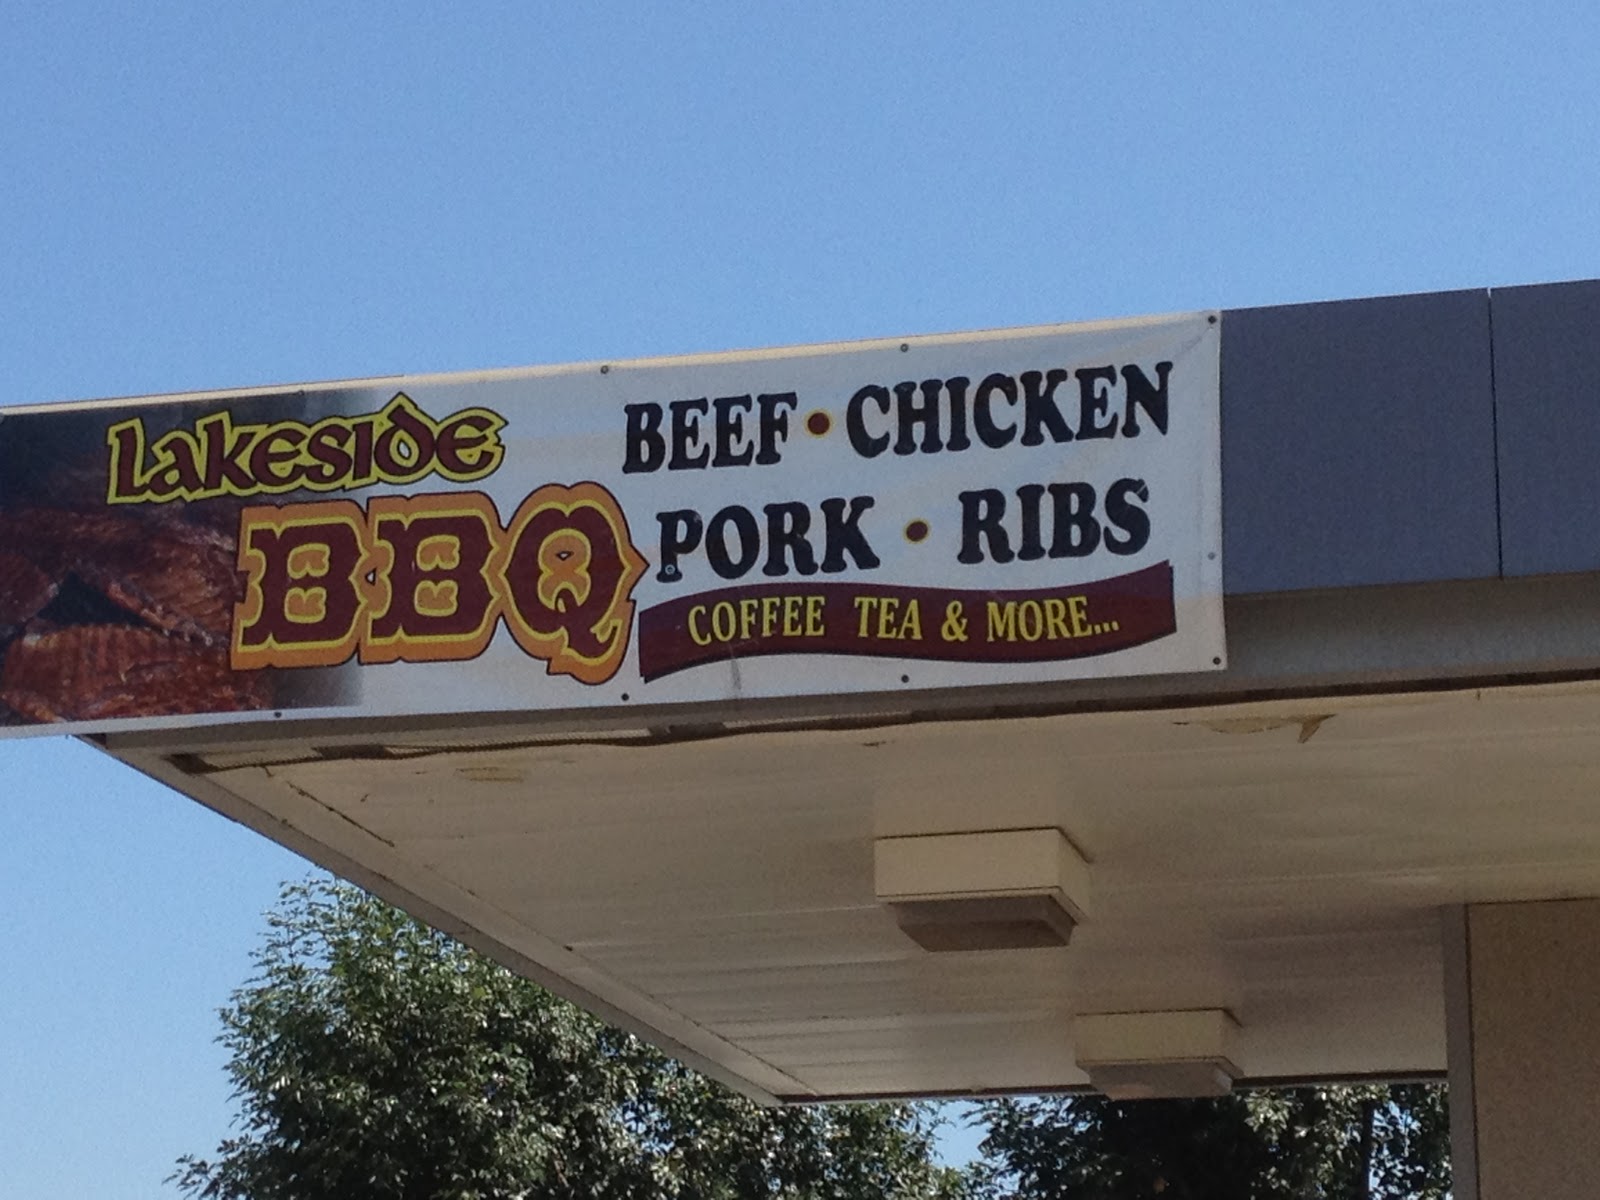 Lakeside
BBQ
BEEF • CHICKEN
PORK • RIBS
COFFEE TEA & MORE...